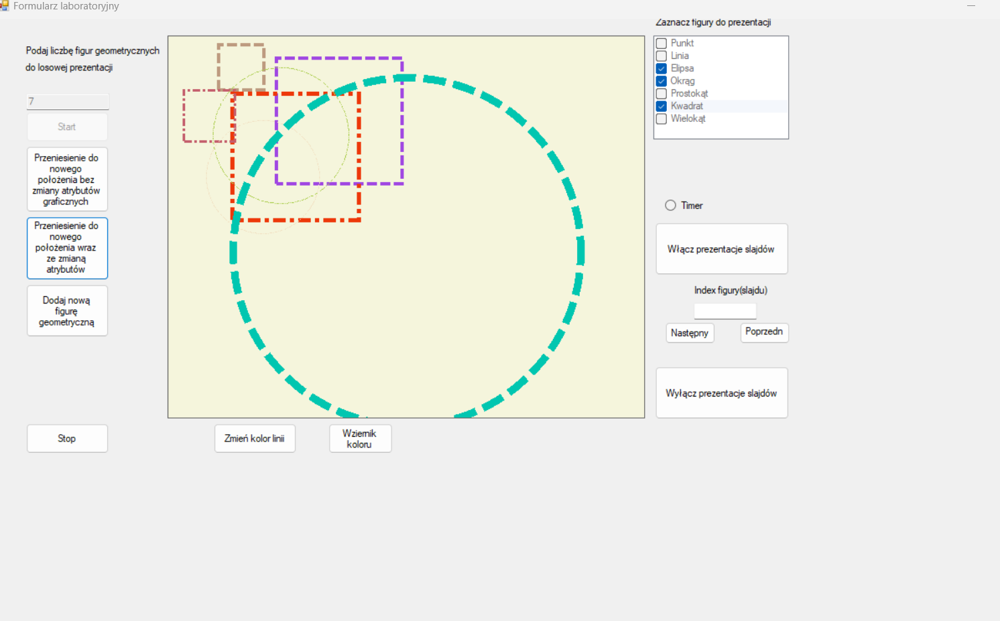 Formularz laboratoryjny
Zaznacz figury do prezentacji
Podaj liczbę figur geometrycznych
do losowej prezentacji
7
Start
Przeniesienie do
nowego
położenia bez
zmiany atrybutów
graficznych
Przeniesienie do
nowego
położenia wraz
ze zmianą
atrybutów
Dodaj nową
figurę
geometryczną
Stop
Zmień kolor linii
Wziernik
koloru
Punkt
Linia
Elipsa
Okrąg
Prostokąt
Kwadrat
Wielokąt
Timer
Włącz prezentacje slajdów
Index figury(slajdu)
Następny
Poprzedn
Wyłącz prezentacje slajdów